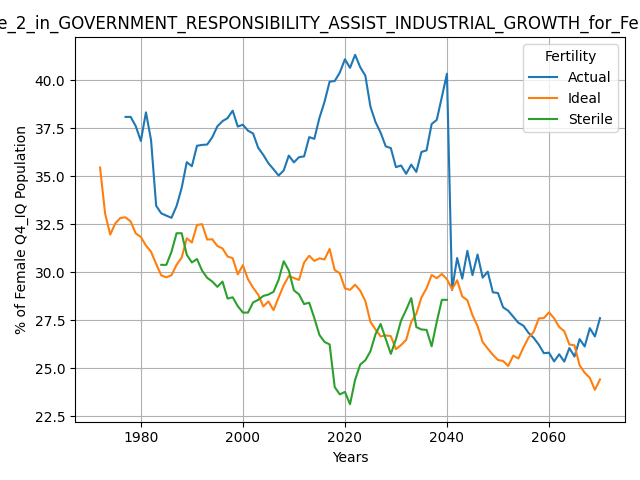 e_2_in_GOVERNMENT_RESPONSIBILITY_ASSIST_INDUSTRIAL_GROWTH_for_Fe
Fertility
Actual
Ideal
Sterile
% of Female Q4_IQ Population
40.0
37.5
35.0
32.5
30.0
27.5
25.0
22.5
1980
2000
2020
2040
2060
Years